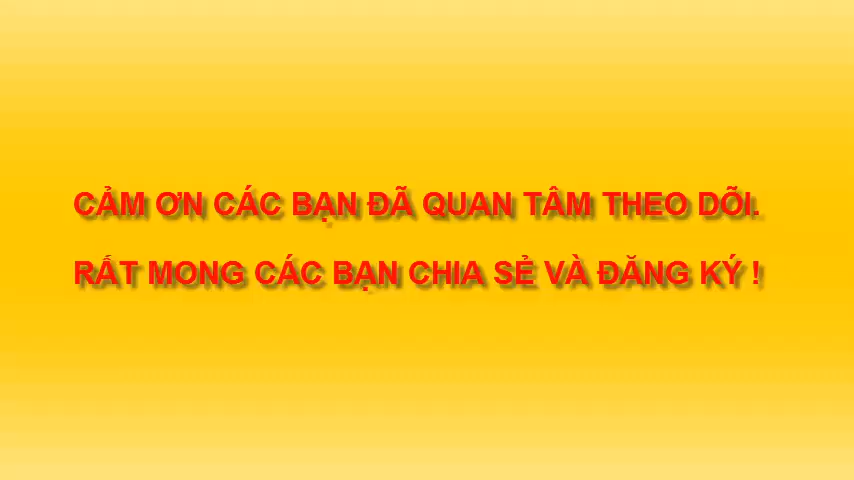 CẢM ƠN CÁC BẠN ĐÃ QUAN TÂM THEO DÕI.
RẤT MONG CÁC BẠN CHIA SẺ VÀ ĐĂNG KÝ !